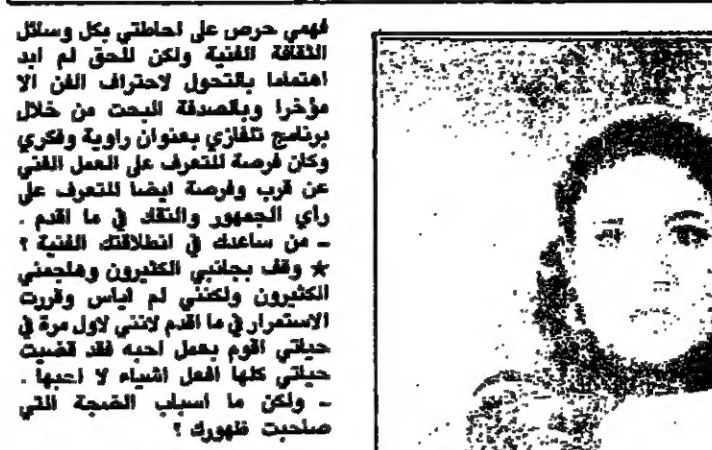 فهمي حرص على احاطتي بكل وسائل
الثقافة الفنية ولكن للحق لم ابد
اهتماما بالتحول لاحتراف الفن الا
مؤخرا وبالصدفة البحت من خلال
برنامج تلفازي بعنوان راوية وفكري
وكان فرصة للتعرف على العمل الفني
عن قرب وفرصة ايضا للتعرف على
راي الجمهور والنقاد في ما اقدم .
ـ من ساعدك في انطلاقتك الفنية ؟
★ وقف بجانبي الكثيرون وهاجمني
الكثيرون ولكنني لم اياس وقررت
الاستمرار في ما اقدم لانني لاول مرة في
حياتي اقوم بعمل احبه فقد قضيت
حياتي كلها افعل اشياء لا احبها .
ـ ولكن ما اسباب الضجة التي
صاحبت ظهورك ؟